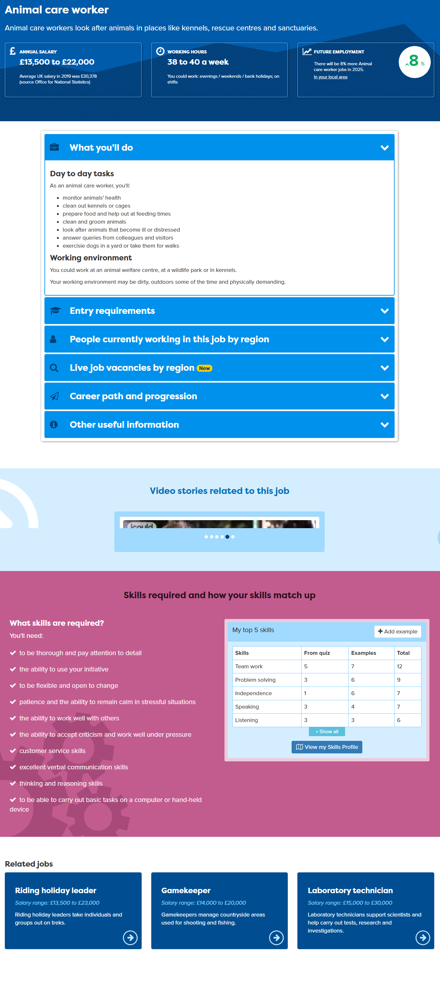 Animal care worker
Animal care workers look after animals in places like kennels, rescue centres and sanctuaries.
£ ANNUAL SALARY
£13,500 to £22,000
Average UK salary in 2019 was £30,378
(source Office for National Statistics)
WORKING HOURS
38 to 40 a week
You could work: evenings / weekends / bank holidays; on
shifts
FUTURE EMPLOYMENT
There will be 8% more Animal
care worker jobs in 2025.
In your local area
8 %
What you'll do
Day to day tasks
As an animal care worker, you'll:
• monitor animals' health
• clean out kennels or cages
• prepare food and help out at feeding times
• clean and groom animals
• look after animals that become ill or distressed
• answer queries from colleagues and visitors
• exercisie dogs in a yard or take them for walks
Working environment
You could work at an animal welfare centre, at a wildlife park or in kennels.
Your working environment may be dirty, outdoors some of the time and physically demanding.
Entry requirements
People currently working in this job by region
Live job vacancies by region New
Career path and progression
Other useful information
Video stories related to this job
icould
Skills required and how your skills match up
What skills are required?
You'll need:
to be thorough and pay attention to detail
the ability to use your initiative
to be flexible and open to change
patience and the ability to remain calm in stressful situations
the ability to work well with others
the ability to accept criticism and work well under pressure
customer service skills
excellent verbal communication skills
thinking and reasoning skills
to be able to carry out basic tasks on a computer or hand-held
device
My top 5 skills
Add example
Skills From quiz Examples Total
Team work 5 7 12
Problem solving 3 6 9
Independence 1 6 7
Speaking 3 4 7
Listening 3 3 6
Show all
View my Skills Profile
Related jobs
Riding holiday leader
Salary range: £13,500 to £23,000
Riding holiday leaders take individuals and
groups out on treks.
Gamekeeper
Salary range: £14,000 to £20,000
Gamekeepers manage countryside areas
used for shooting and fishing.
Laboratory technician
Salary range: £15,000 to £30,000
Laboratory technicians support scientists and
help carry out tests, research and
investigations.